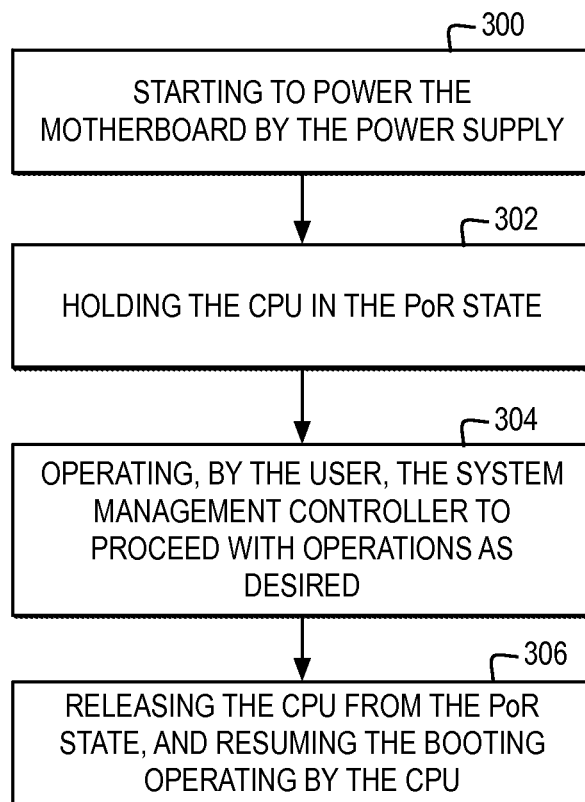 300
STARTING TO POWER THE
MOTHERBOARD BY THE POWER SUPPLY
302
HOLDING THE CPU IN THE PoR STATE
304
OPERATING, BY THE USER, THE SYSTEM
MANAGEMENT CONTROLLER TO
PROCEED WITH OPERATIONS AS
DESIRED
306
RELEASING THE CPU FROM THE PoR
STATE, AND RESUMING THE BOOTING
OPERATING BY THE CPU